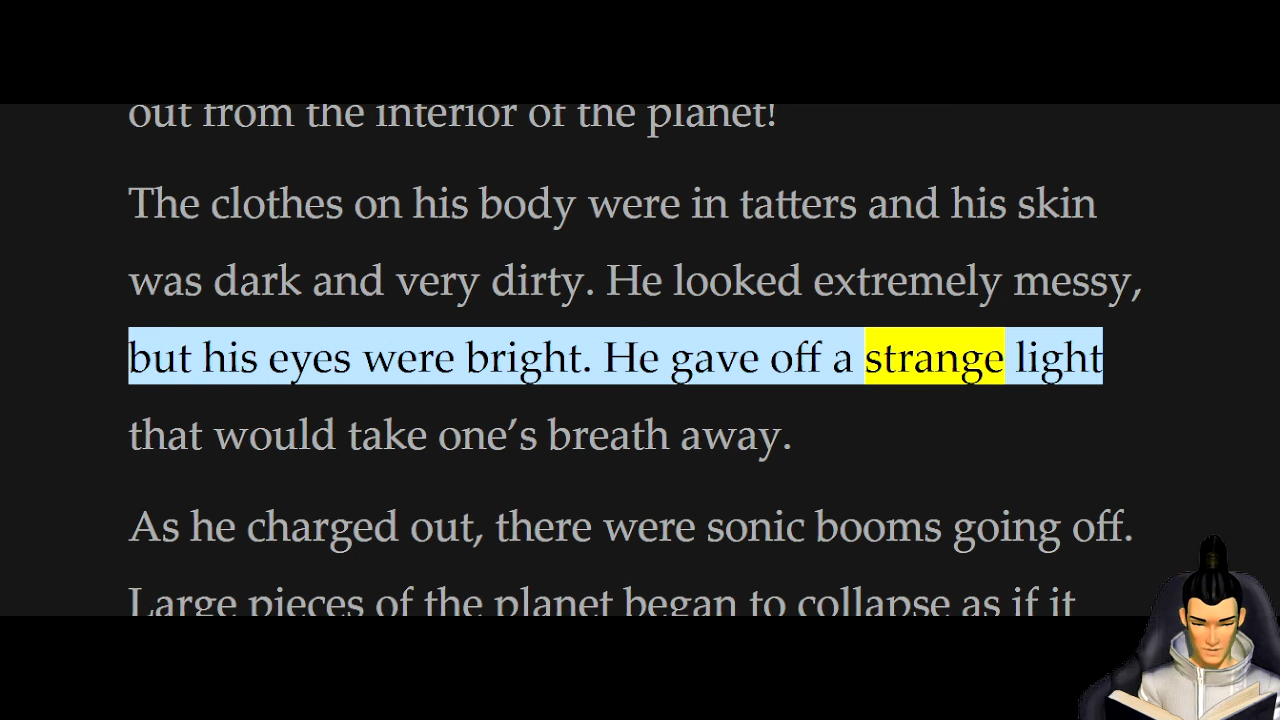 out from the interior of the planet!
The clothes on his body were in tatters and his skin
was dark and very dirty. He looked extremely messy,
but his eyes were bright. He gave off a strange light
that would take one’s breath away.
As he charged out, there were sonic booms going off.
Large pieces of the planet began to collapse as if it